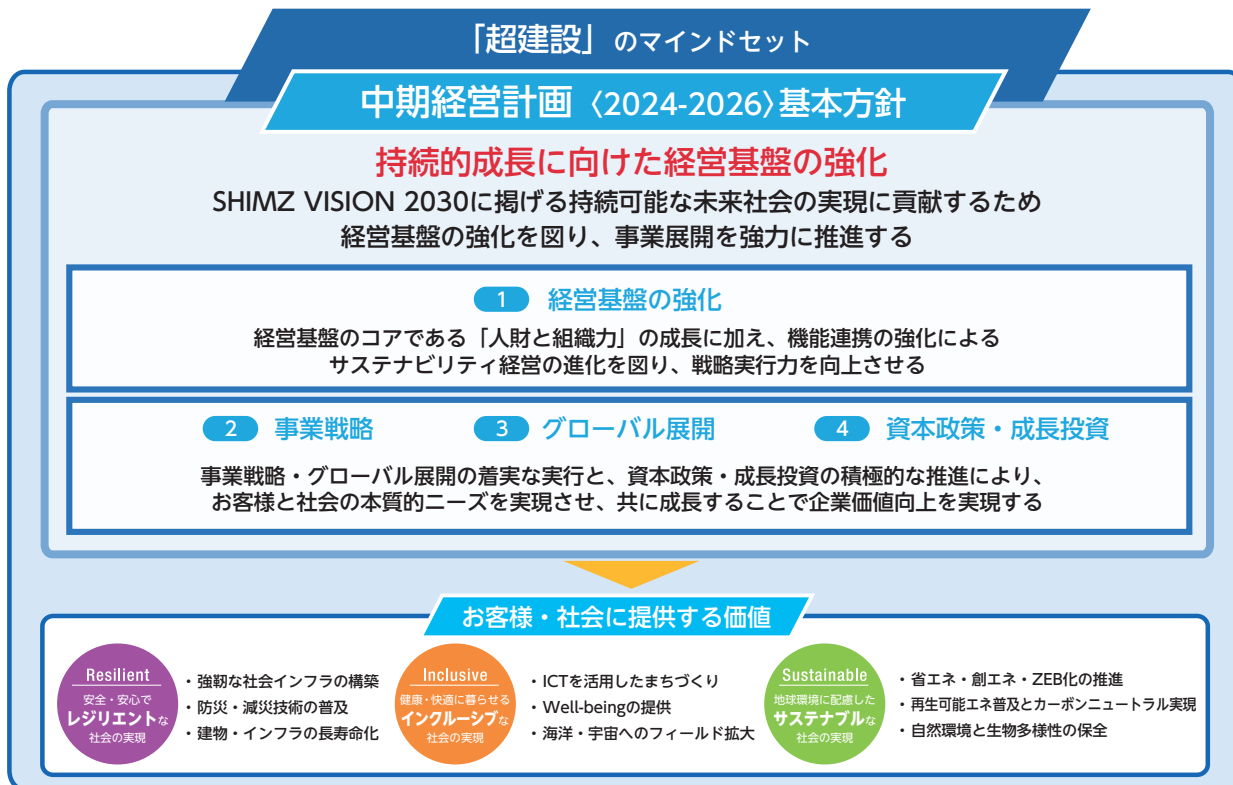 「超建設」のマインドセット
中期経営計画〈2024-2026〉基本方針
持続的成長に向けた経営基盤の強化
SHIMZ VISION 2030に掲げる持続可能な未来社会の実現に貢献するため
経営基盤の強化を図り、事業展開を強力に推進する
1 経営基盤の強化
経営基盤のコアである「人財と組織力」の成長に加え、機能連携の強化による
サステナビリティ経営の進化を図り、戦略実行力を向上させる
2 事業戦略 3 グローバル展開 4 資本政策・成長投資
事業戦略・グローバル展開の着実な実行と、資本政策・成長投資の積極的な推進により、
お客様と社会の本質的ニーズを実現させ、共に成長することで企業価値向上を実現する
お客様・社会に提供する価値
Resilient
安全・安心で
レジリエントな
社会の実現
・強靭な社会インフラの構築
・防災・減災技術の普及
・建物・インフラの長寿命化
Inclusive
健康・快適に暮らせる
インクルーシブな
社会の実現
・ICTを活用したまちづくり
・Well-beingの提供
・海洋・宇宙へのフィールド拡大
Sustainable
地球環境に配慮した
サステナブルな
社会の実現
・省エネ・創エネ・ZEB化の推進
・再生可能エネ普及とカーボンニュートラル実現
・自然環境と生物多様性の保全